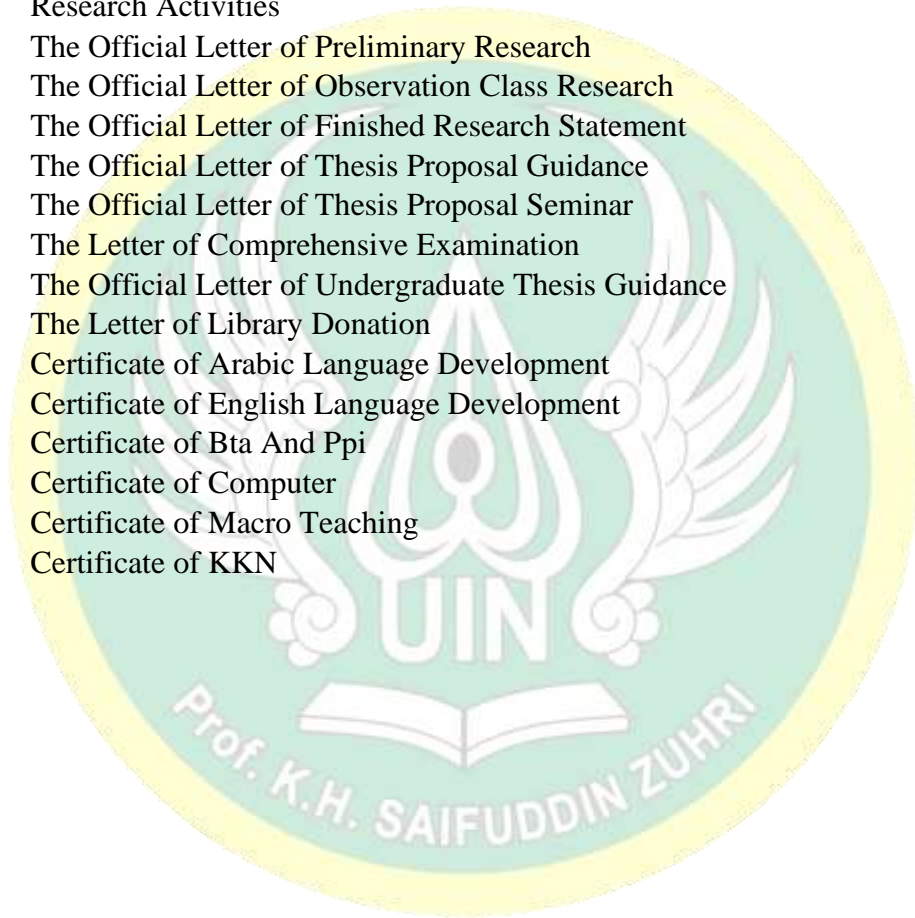 Research Activities
The Official Letter of Preliminary Research
The Official Letter of Observation Class Research
The Official Letter of Finished Research Statement
The Official Letter of Thesis Proposal Guidance
The Official Letter of Thesis Proposal Seminar
The Letter of Comprehensive Examination
The Official Letter of Undergraduate Thesis Guidance
The Letter of Library Donation
Certificate of Arabic Language Development
Certificate of English Language Development
Certificate of Bta And Ppi
Certificate of Computer
Certificate of Macro Teaching
Certificate of KKN
UIN
Prof. K.H. SAIFUDDIN ZUHRI